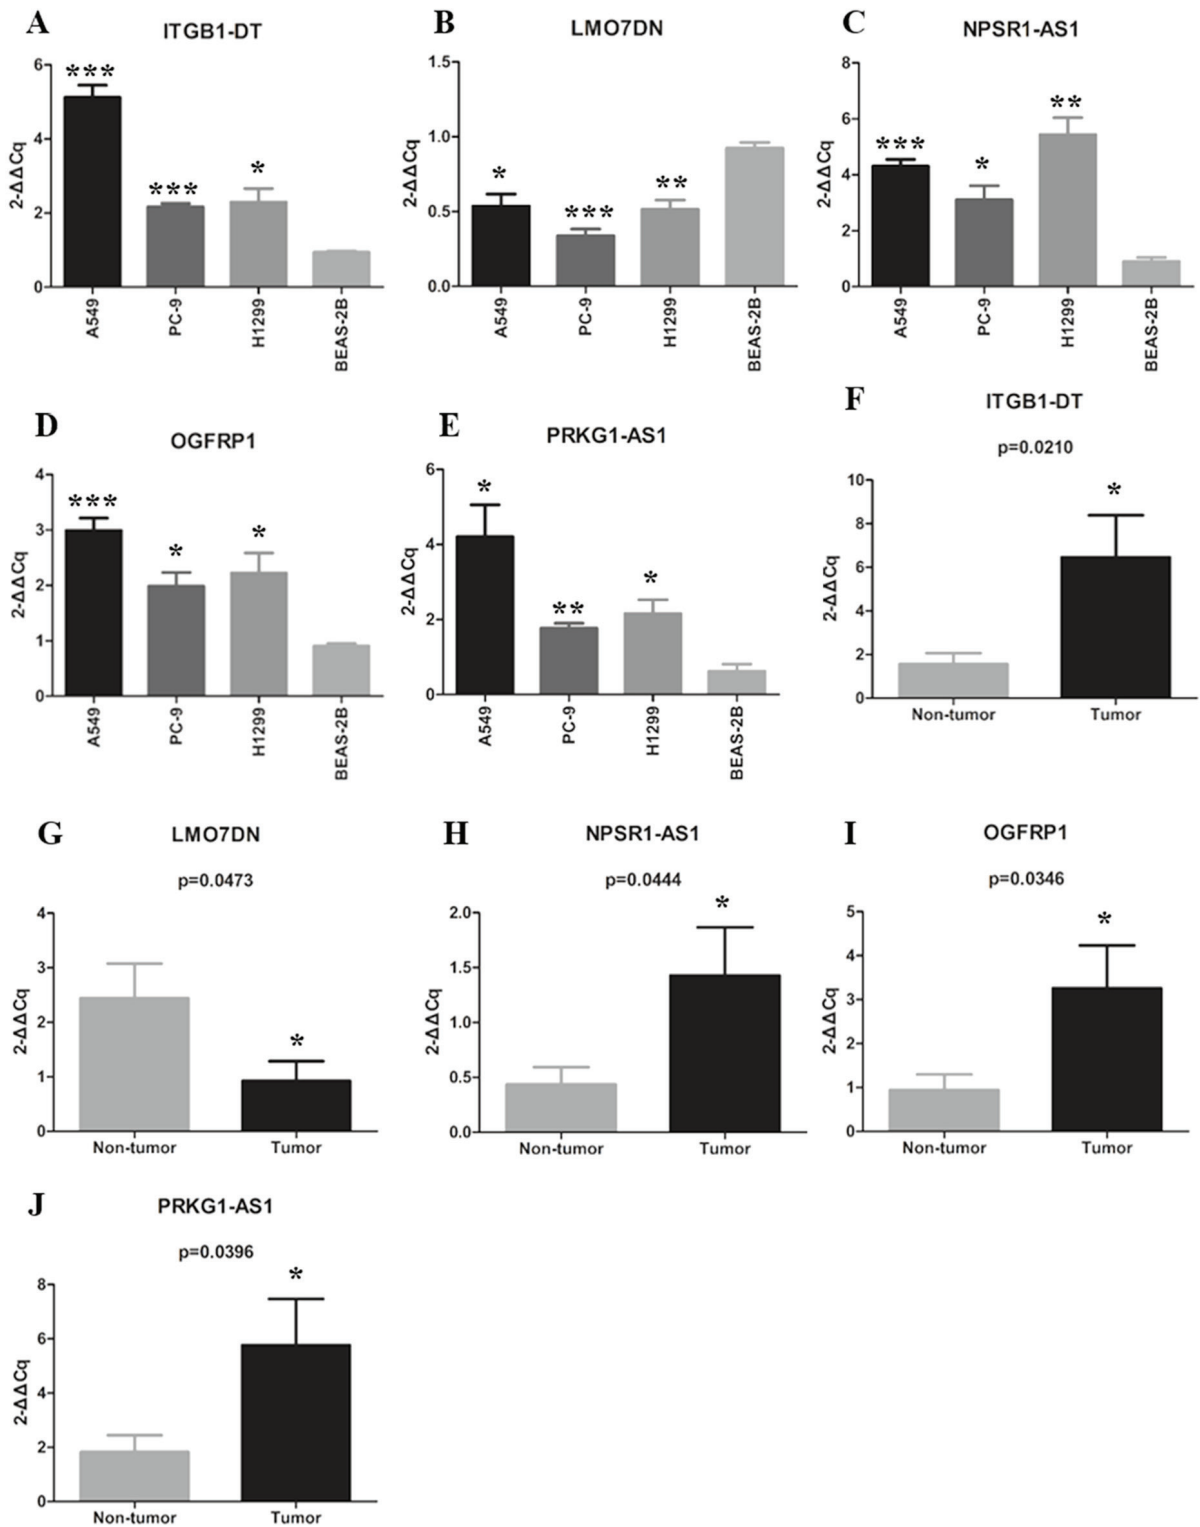 A
ITGB1-DT
2-ΔΔCq
6
4
2
0
***
***
*
A549
PC-9
H1299
BEAS-2B
B
LMO7DN
2-ΔΔCq
1.5
1.0
0.5
0.0
*
***
**
A549
PC-9
H1299
BEAS-2B
C
NPSR1-AS1
2-ΔΔCq
8
6
4
2
0
***
*
**
A549
PC-9
H1299
BEAS-2B
D
OGFRP1
2-ΔΔCq
4
3
2
1
0
***
*
*
A549
PC-9
H1299
BEAS-2B
E
PRKG1-AS1
2-ΔΔCq
6
4
2
0
*
**
*
A549
PC-9
H1299
BEAS-2B
F
ITGB1-DT
p=0.0210
2-ΔΔCq
10
8
6
4
2
0
*
Non-tumor
Tumor
G
LMO7DN
p=0.0473
2-ΔΔCq
4
3
2
1
0
*
Non-tumor
Tumor
H
NPSR1-AS1
p=0.0444
2-ΔΔCq
2.0
1.5
1.0
0.5
0.0
*
Non-tumor
Tumor
I
OGFRP1
p=0.0346
2-ΔΔCq
5
4
3
2
1
0
*
Non-tumor
Tumor
J
PRKG1-AS1
p=0.0396
2-ΔΔCq
8
6
4
2
0
*
Non-tumor
Tumor